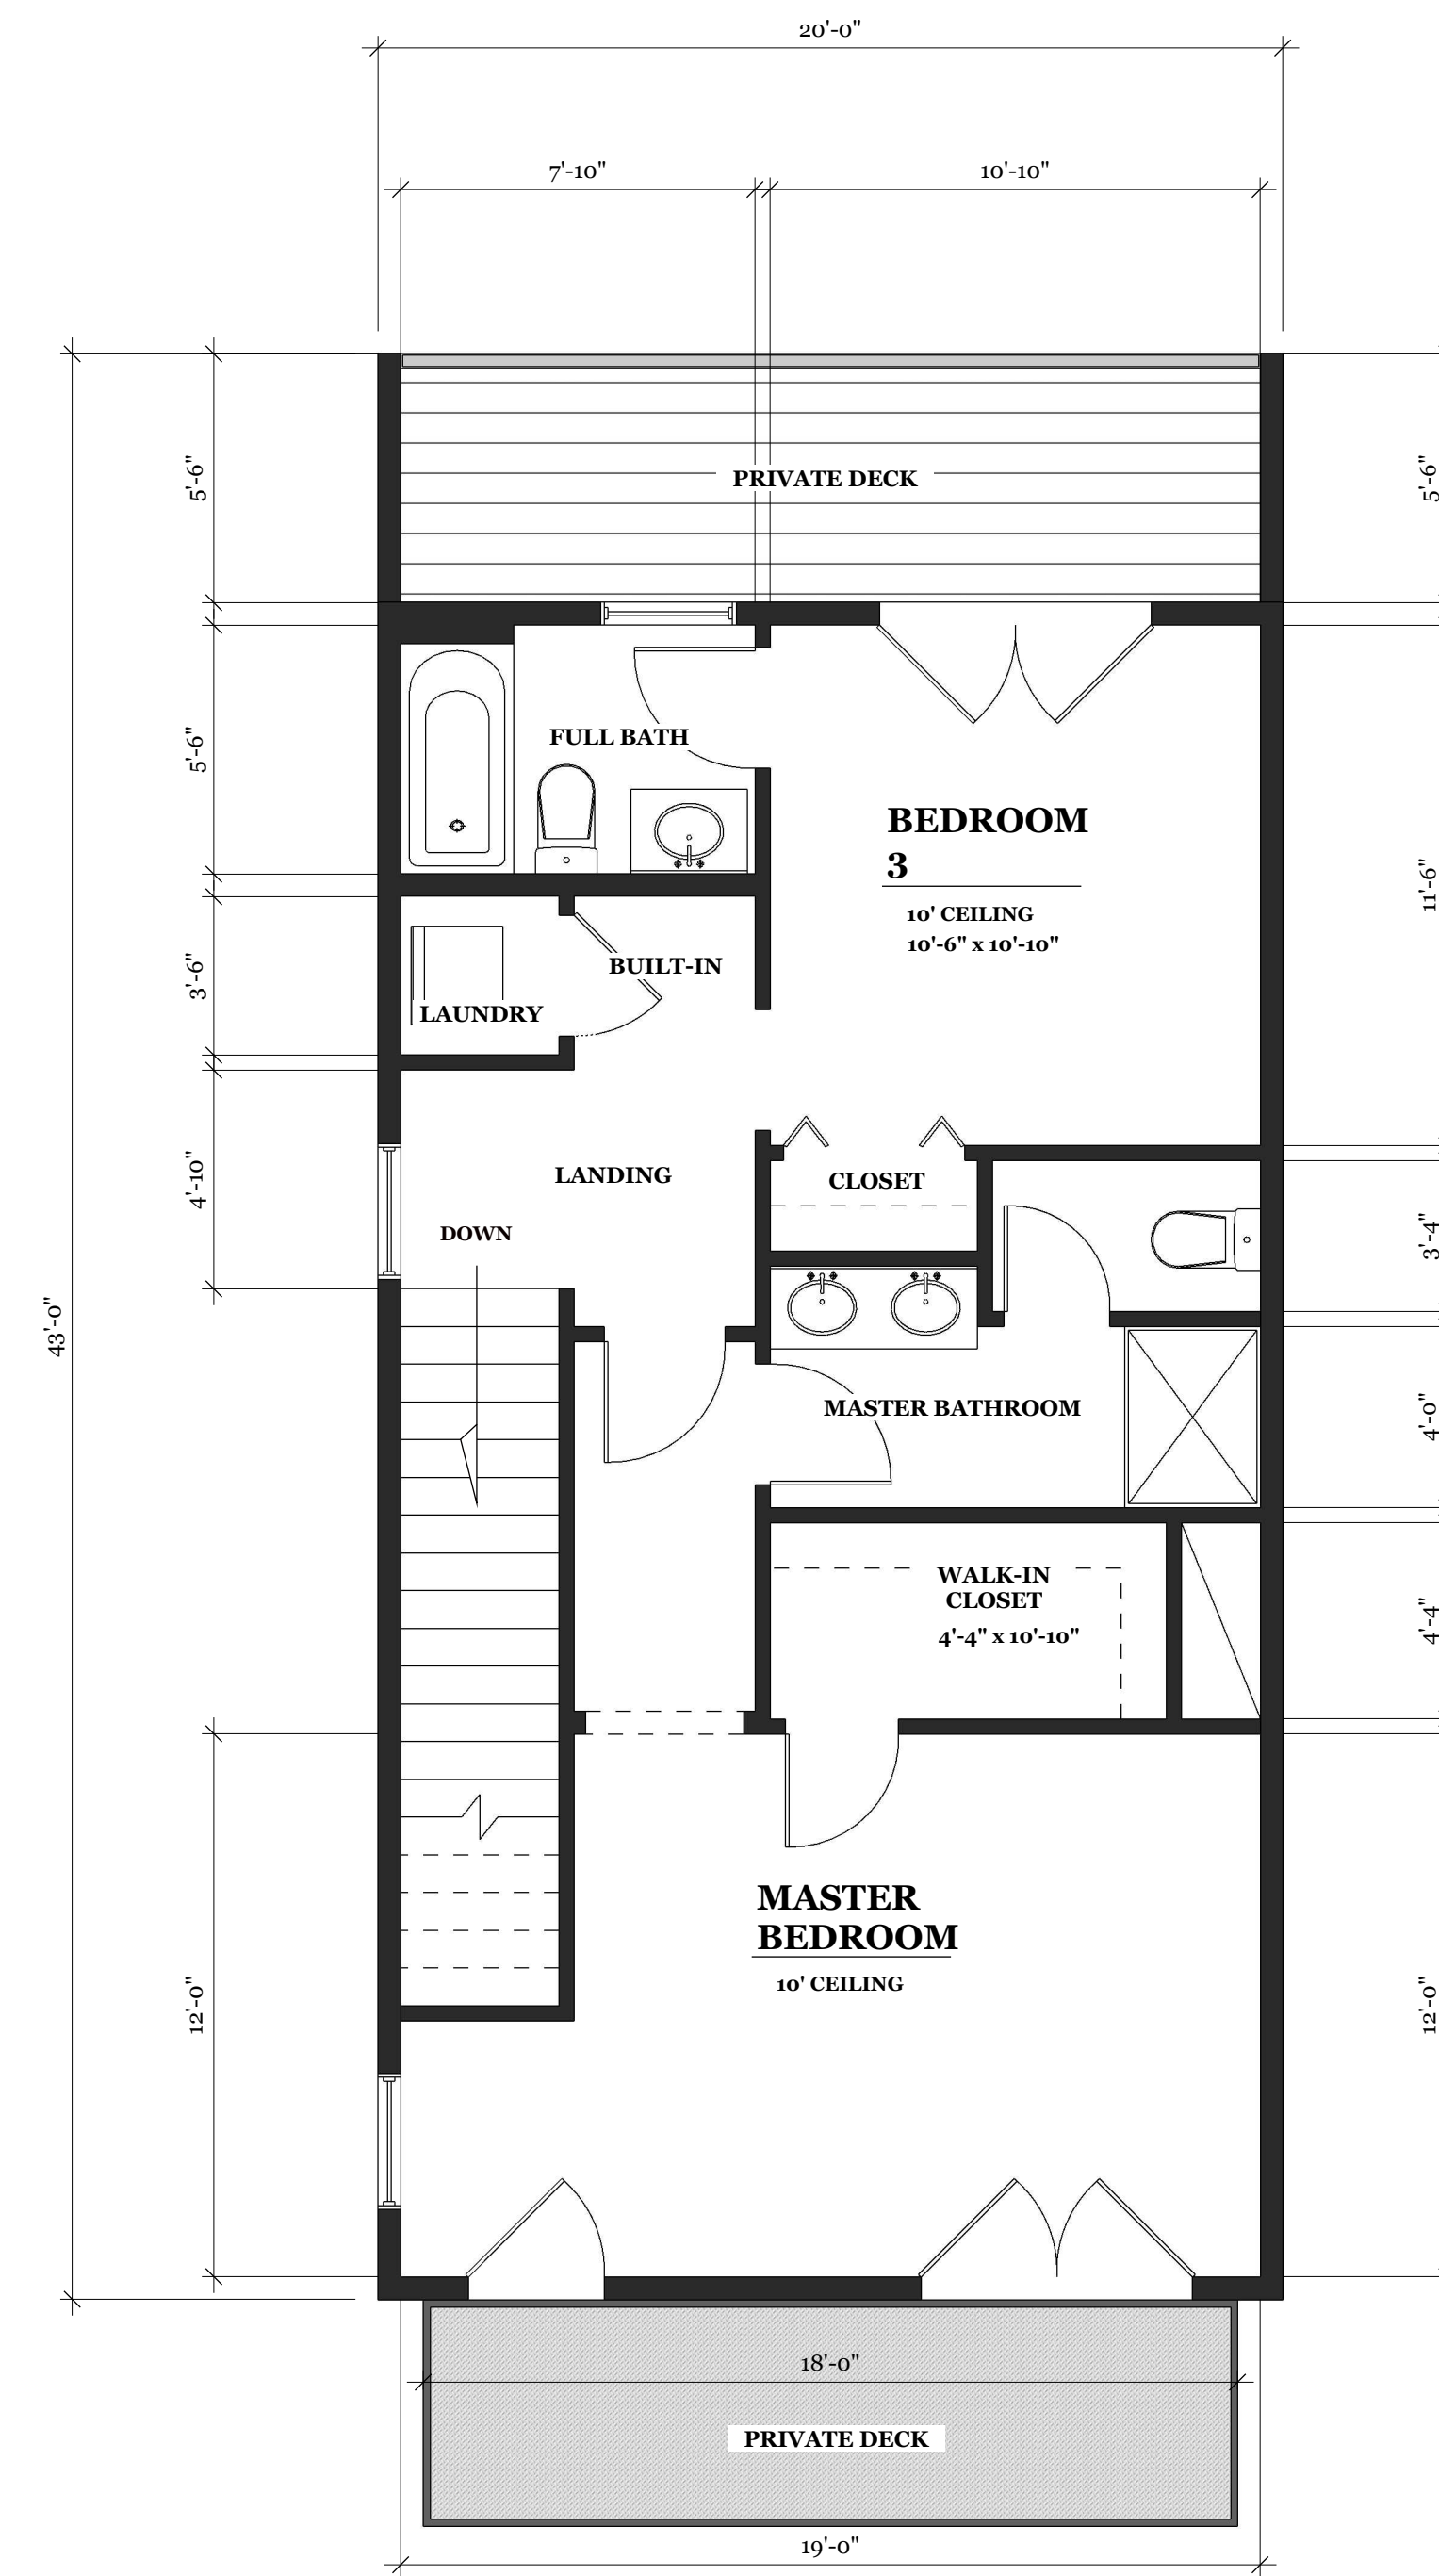 20'-0"
7'-10"
10'-10"
5'-6"
PRIVATE DECK
5'-6"
5'-6"
FULL BATH
BEDROOM
3
10' CEILING
10'-6" x 10'-10"
11'-6"
3'-6"
BUILT-IN
LAUNDRY
4'-10"
LANDING
CLOSET
DOWN
3'-4"
43'-0"
MASTER BATHROOM
4'-0"
WALK-IN
CLOSET
4'-4" x 10'-10"
4'-4"
MASTER
BEDROOM
10' CEILING
12'-0"
12'-0"
18'-0"
PRIVATE DECK
19'-0"